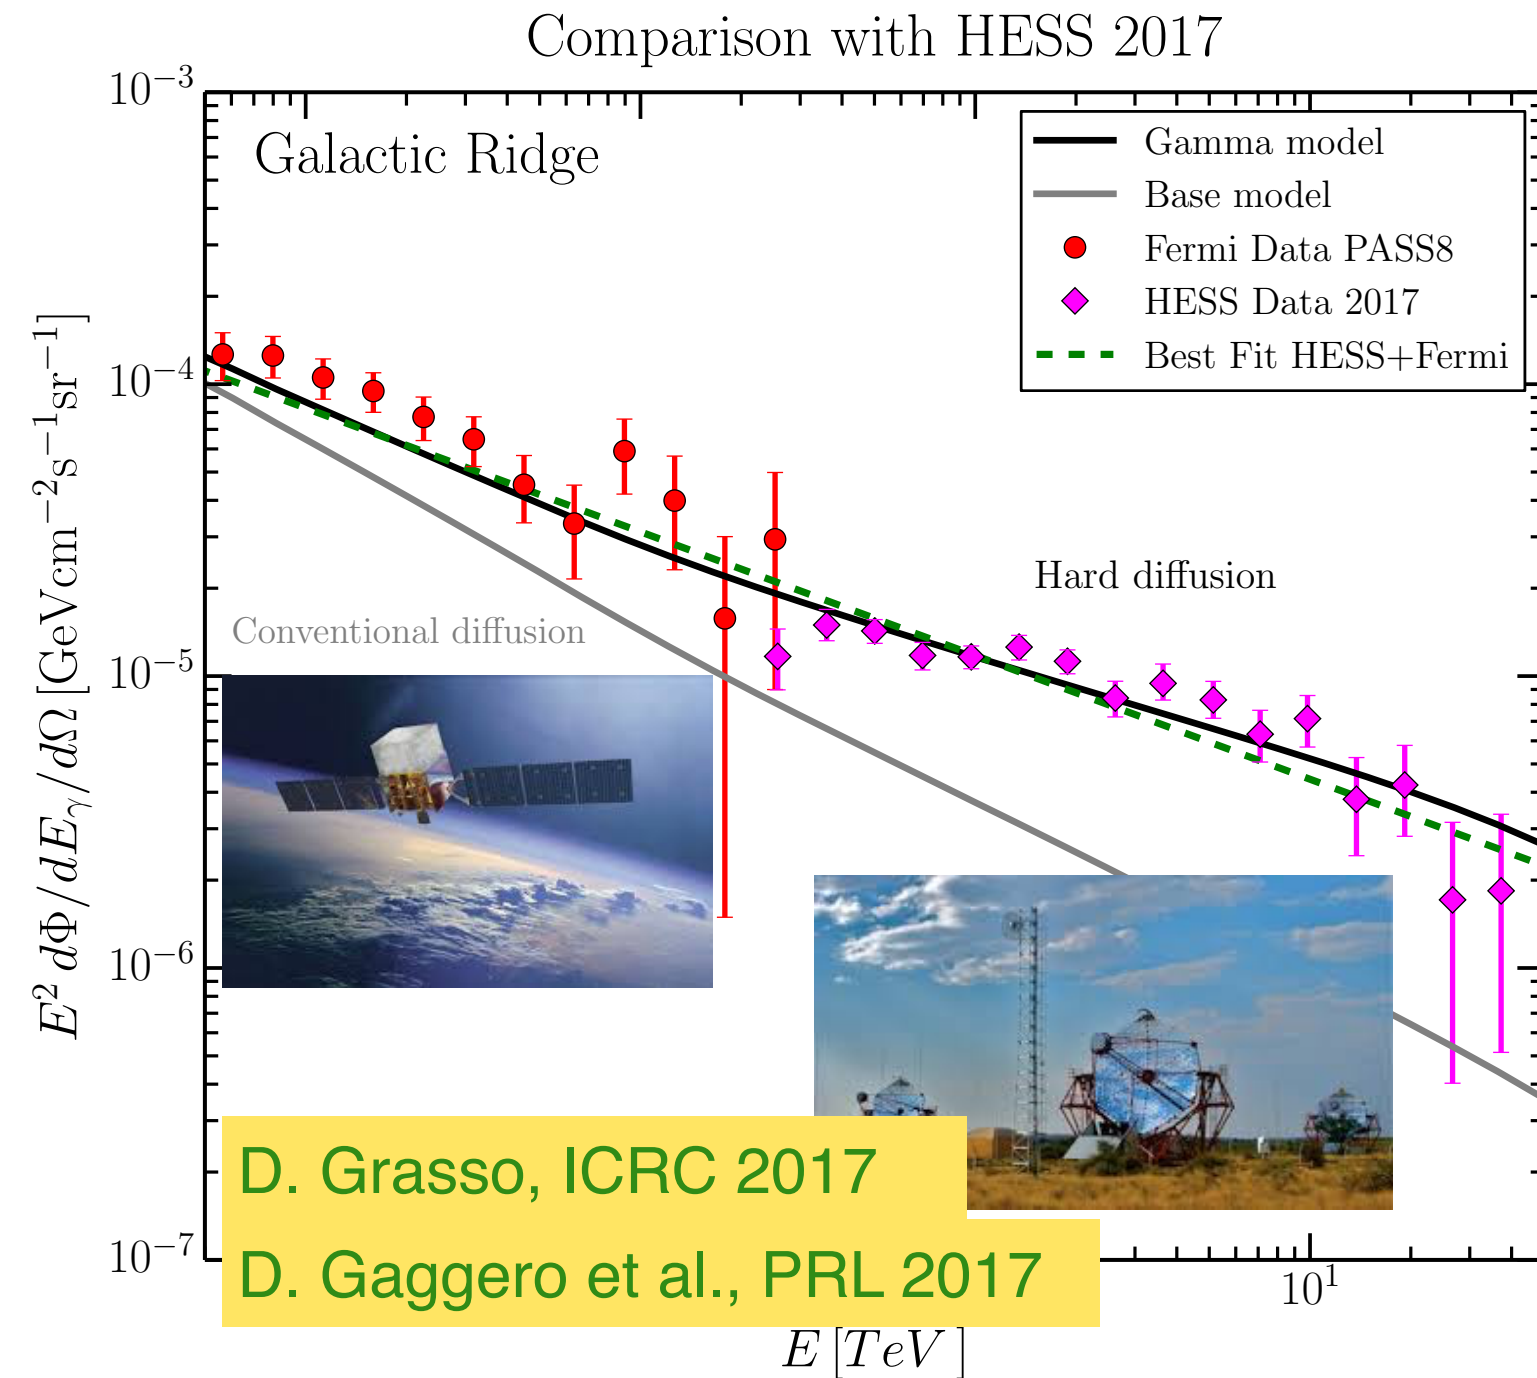 Comparison with HESS 2017
10⁻³
Galactic Ridge
Gamma model
Base model
Fermi Data PASS8
HESS Data 2017
Best Fit HESS+Fermi
10⁻⁴
Hard diffusion
Conventional diffusion
10⁻⁵
10⁻⁶
10⁻⁷
E² dΦ/dEγ/dΩ [GeVcm⁻²s⁻¹sr⁻¹]
D. Grasso, ICRC 2017
D. Gaggero et al., PRL 2017
10¹
E [TeV]